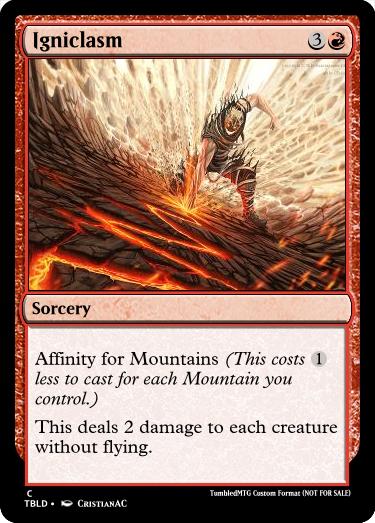 Igniclasm 3
Sorcery
Affinity for Mountains (This costs 1
less to cast for each Mountain you
control.)
This deals 2 damage to each creature
without flying.
C
TBLD • CristianAC
TumbledMTG Custom Format (NOT FOR SALE)